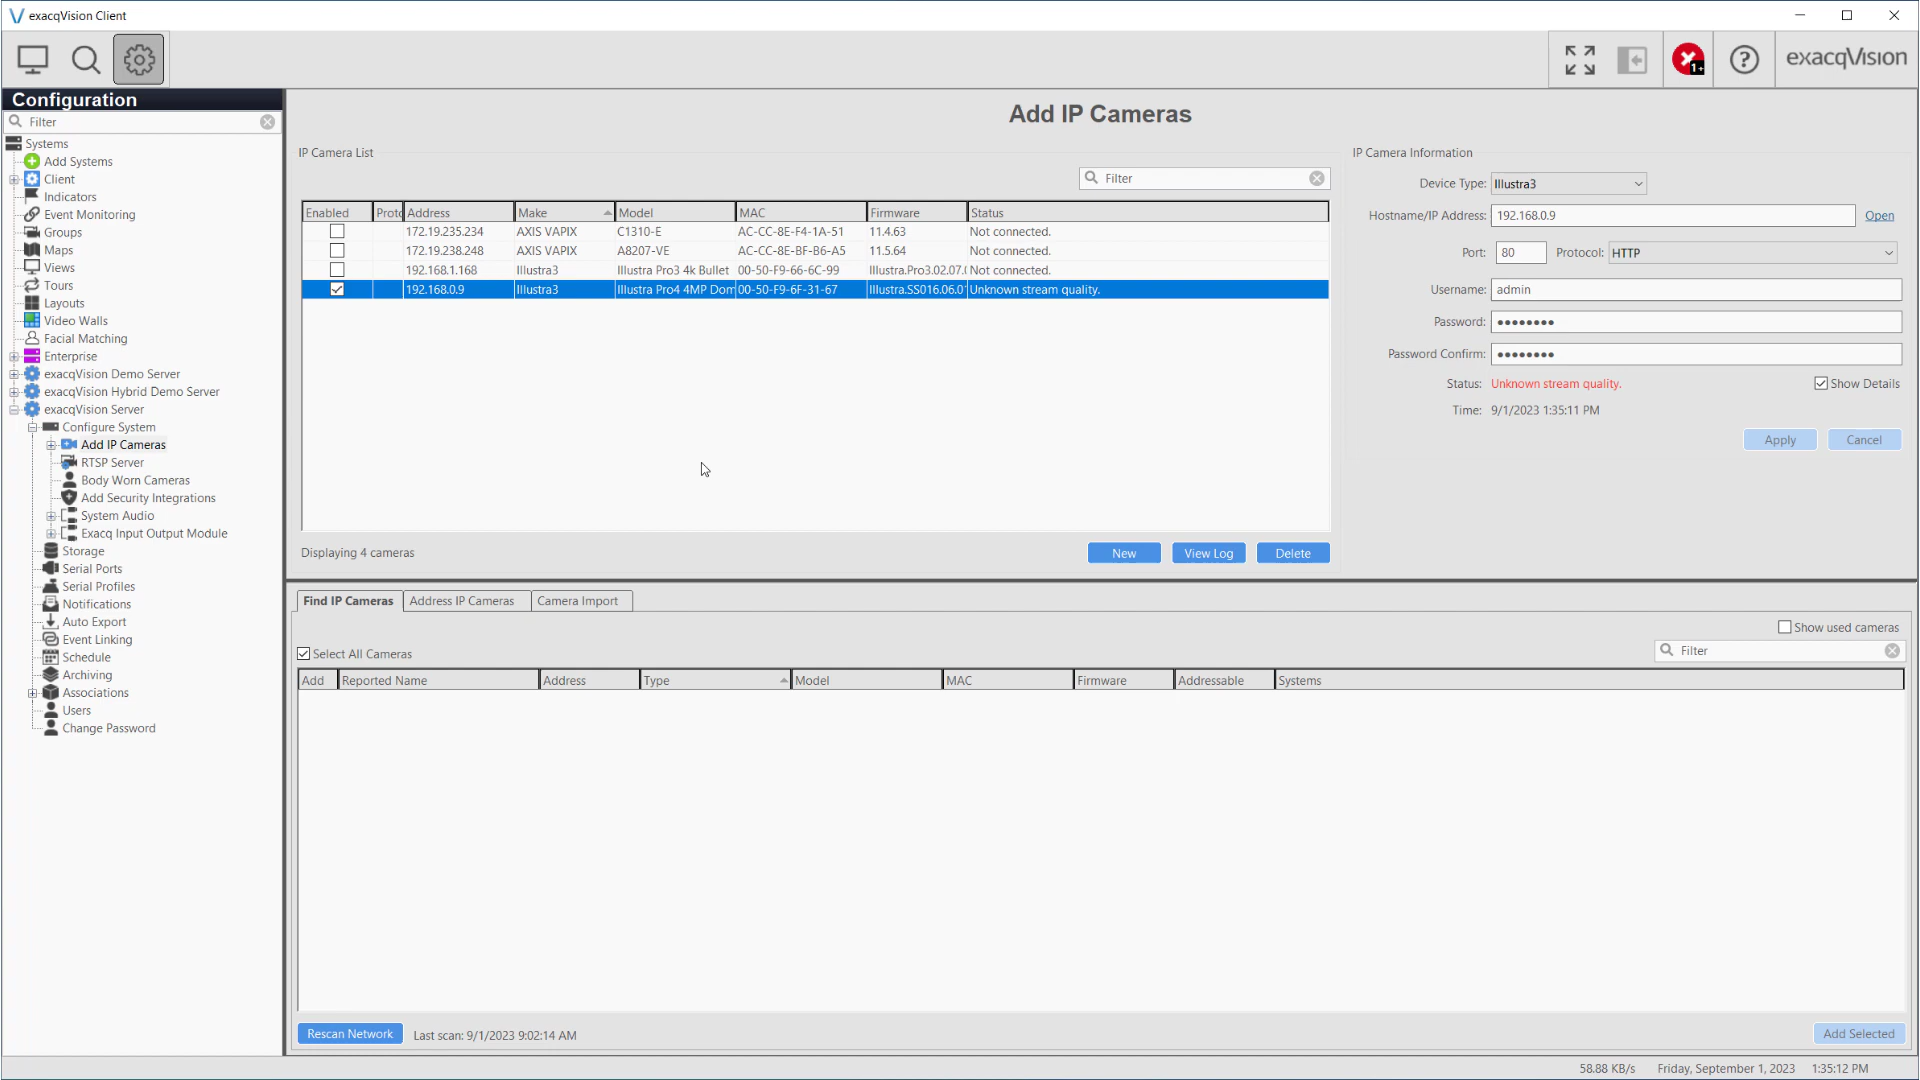 exacqVision Client
1+
exacqVision
Configuration
Filter
Systems
Add Systems
Client
Indicators
Event Monitoring
Groups
Maps
Views
Tours
Layouts
Video Walls
Facial Matching
Enterprise
exacqVision Demo Server
exacqVision Hybrid Demo Server
exacqVision Server
Configure System
Add IP Cameras
RTSP Server
Body Worn Cameras
Add Security Integrations
System Audio
Exacq Input Output Module
Storage
Serial Ports
Serial Profiles
Notifications
Auto Export
Event Linking
Schedule
Archiving
Associations
Users
Change Password
Add IP Cameras
IP Camera List
Filter
Enabled Proto Address Make Model MAC Firmware Status
172.19.235.234 AXIS VAPIX C1310-E AC-CC-8E-F4-1A-51 11.4.63 Not connected.
172.19.238.248 AXIS VAPIX A8207-VE AC-CC-8E-BF-B6-A5 11.5.64 Not connected.
192.168.1.168 Illustra3 Illustra Pro3 4k Bullet 00-50-F9-66-6C-99 Illustra.Pro3.02.07.( Not connected.
192.168.0.9 Illustra3 Illustra Pro4 4MP Dom 00-50-F9-6F-31-67 Illustra.SS016.06.0 Unknown stream quality.
Displaying 4 cameras
New View Log Delete
IP Camera Information
Device Type: Illustra3
Hostname/IP Address: 192.168.0.9 Open
Port: 80 Protocol: HTTP
Username: admin
Password: ●●●●●●●●
Password Confirm: ●●●●●●●●
Status: Unknown stream quality. Show Details
Time: 9/1/2023 1:35:11 PM
Apply Cancel
Find IP Cameras Address IP Cameras Camera Import
Show used cameras
Select All Cameras
Filter
Add Reported Name Address Type Model MAC Firmware Addressable Systems
Rescan Network Last scan: 9/1/2023 9:02:14 AM Add Selected
58.88 KB/s Friday, September 1, 2023 1:35:12 PM